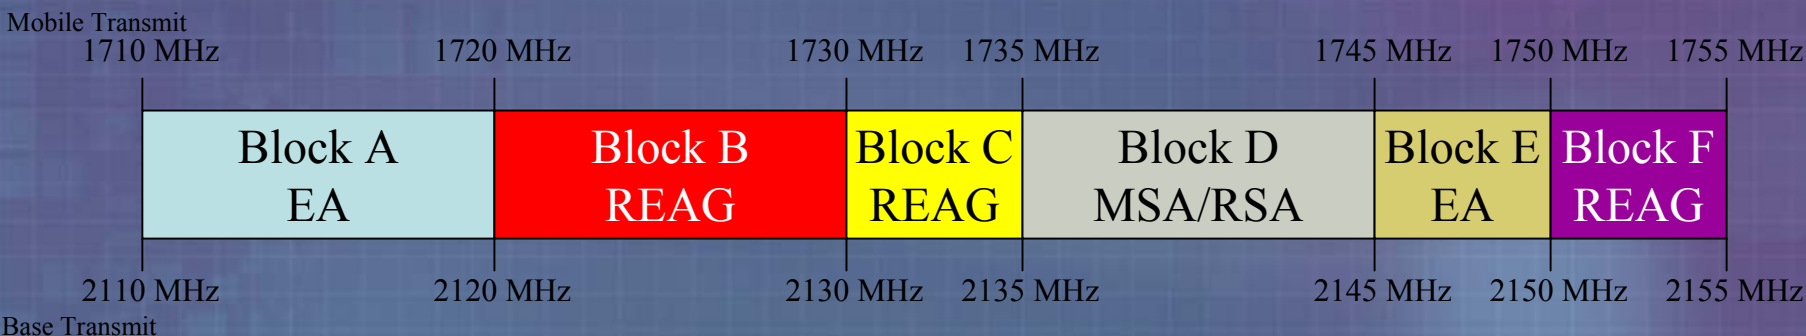 Mobile Transmit
1710 MHz 1720 MHz 1730 MHz 1735 MHz 1745 MHz 1750 MHz 1755 MHz
Block A Block B Block C Block D Block E Block F
EA REAG REAG MSA/RSA EA REAG
2110 MHz 2120 MHz 2130 MHz 2135 MHz 2145 MHz 2150 MHz 2155 MHz
Base Transmit